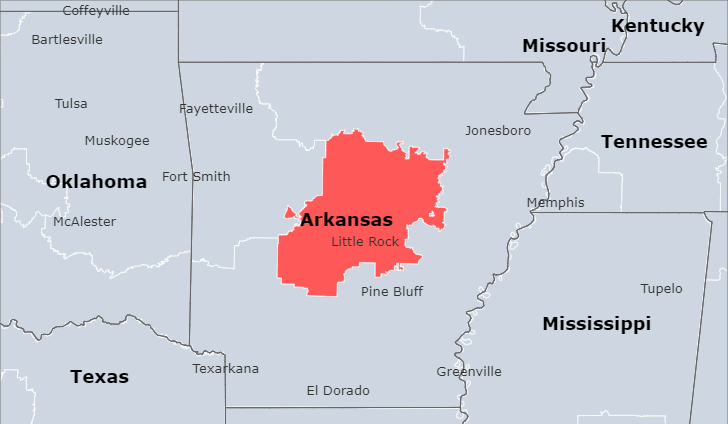 Coffeyville
Kentucky
Bartlesville
Missouri
Tulsa
Fayetteville
Jonesboro
Muskogee
Tennessee
Oklahoma
Fort Smith
Memphis
McAlester
Arkansas
Little Rock
Pine Bluff
Tupelo
Mississippi
Texas
Texarkana
Greenville
El Dorado